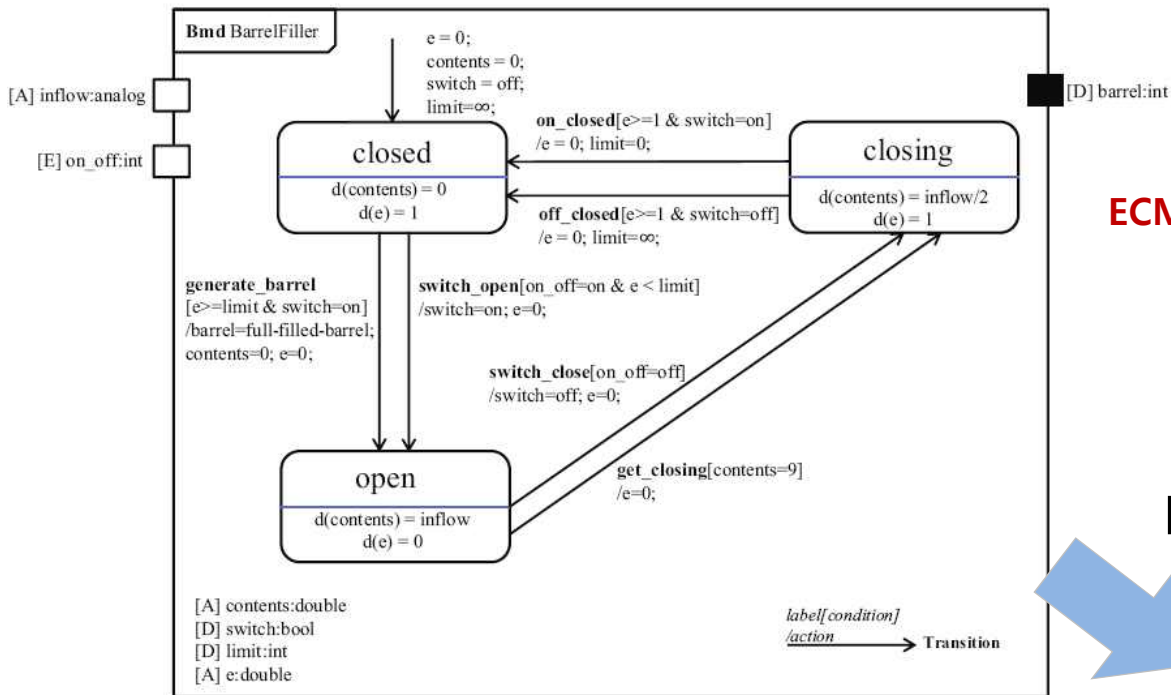 Bmd BarrelFiller
e = 0;
contents = 0;
switch = off;
limit=∞;
[A] inflow:analog
[E] on_off:int
[D] barrel:int
closed
d(contents) = 0
d(e) = 1
on_closed[e>=1 & switch=on]
/e = 0; limit=0;
off_closed[e>=1 & switch=off]
/e = 0; limit=∞;
closing
d(contents) = inflow/2
d(e) = 1
generate_barrel
[e>=limit & switch=on]
/barrel=full-filled-barrel;
contents=0; e=0;
switch_open[on_off=on & e < limit]
/switch=on; e=0;
switch_close[on_off=off]
/switch=off; e=0;
get_closing[contents=9]
/e=0;
open
d(contents) = inflow
d(e) = 0
[A] contents:double
[D] switch:bool
[D] limit:int
[A] e:double
label[condition]
/action
Transition